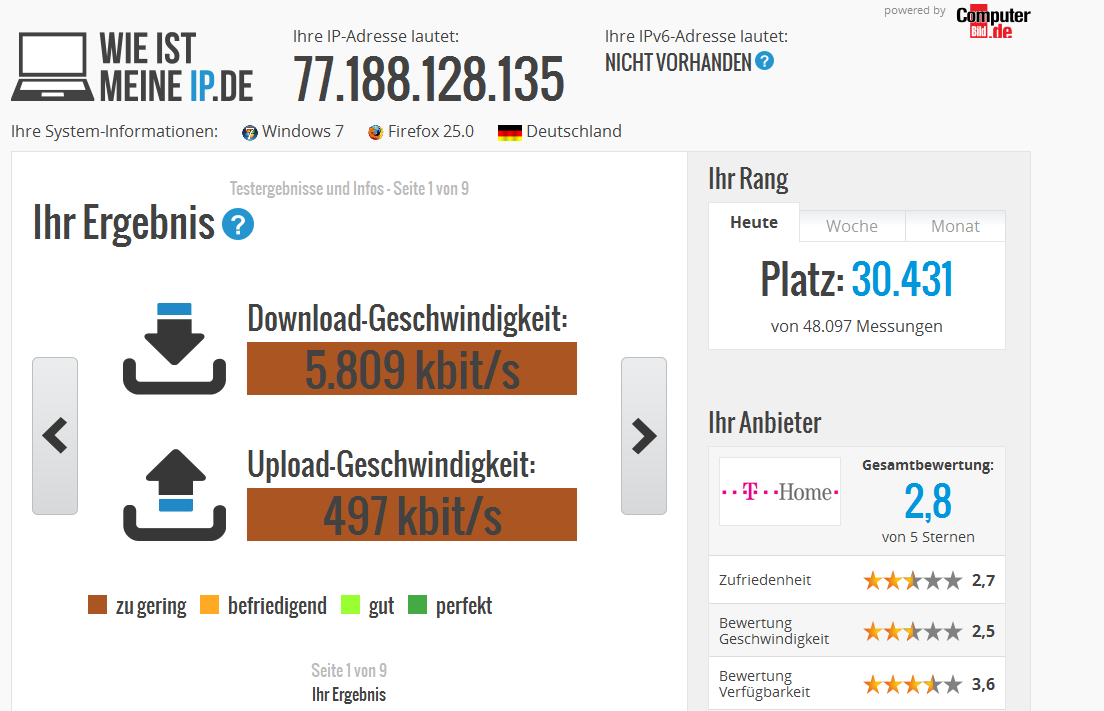 powered by
Computer
Bild.de
WIE IST
MEINE IP.DE
Ihre IP-Adresse lautet:
77.188.128.135
Ihre IPv6-Adresse lautet:
NICHT VORHANDEN ?
Ihre System-Informationen: 7 Windows 7 Firefox 25.0 Deutschland
Testergebnisse und Infos - Seite 1 von 9
Ihr Ergebnis ?
Download-Geschwindigkeit:
5.809 kbit/s
Upload-Geschwindigkeit:
497 kbit/s
zu gering befriedigend gut perfekt
Seite 1 von 9
Ihr Ergebnis
Ihr Rang
Heute Woche Monat
Platz: 30.431
von 48.097 Messungen
Ihr Anbieter
··T··Home·
Gesamtbewertung:
2,8
von 5 Sternen
Zufriedenheit 2,7
Bewertung
Geschwindigkeit 2,5
Bewertung
Verfügbarkeit 3,6